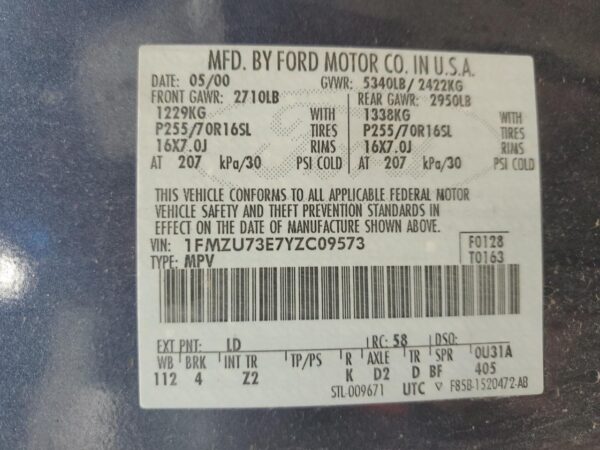 MFD. BY FORD MOTOR CO. IN U.S.A.
DATE: 05/00 GVWR: 5340LB/ 2422KG
FRONT GAWR: 2710LB REAR GAWR: 2950LB
1229KG WITH 1338KG WITH
P255/70R16SL TIRES P255/70R16SL TIRES
16X7.0J RIMS 16X7.0J RIMS
AT 207 kPa/30 PSI COLD AT 207 kPa/30 PSI COLD
THIS VEHICLE CONFORMS TO ALL APPLICABLE FEDERAL MOTOR
VEHICLE SAFETY AND THEFT PREVENTION STANDARDS IN
EFFECT ON THE DATE OF MANUFACTURE SHOWN ABOVE.
VIN: 1FMZU73E7YZC09573 F0128
TYPE: MPV T0163
EXT PNT: LD RC: 58 DSO:
WB BRK INT TR TP/PS R AXLE TR SPR OU31A
112 4 Z2 K D2 D BF 405
STL-009671 UTC F85B-1520472-AB